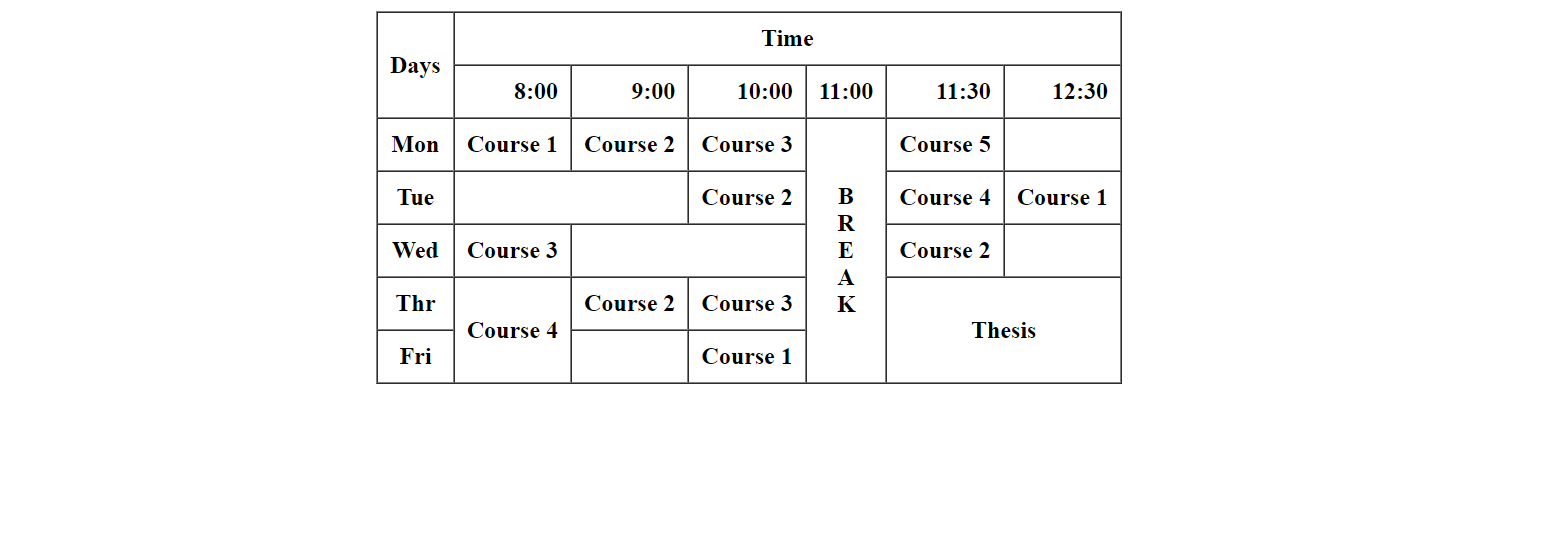 Days
Time
8:00 9:00 10:00 11:00 11:30 12:30
Mon Course 1 Course 2 Course 3 Course 5
Tue Course 2 Course 4 Course 1
B
R
E
A
K
Wed Course 3 Course 2
Thr Course 4 Course 2 Course 3 Thesis
Fri Course 1